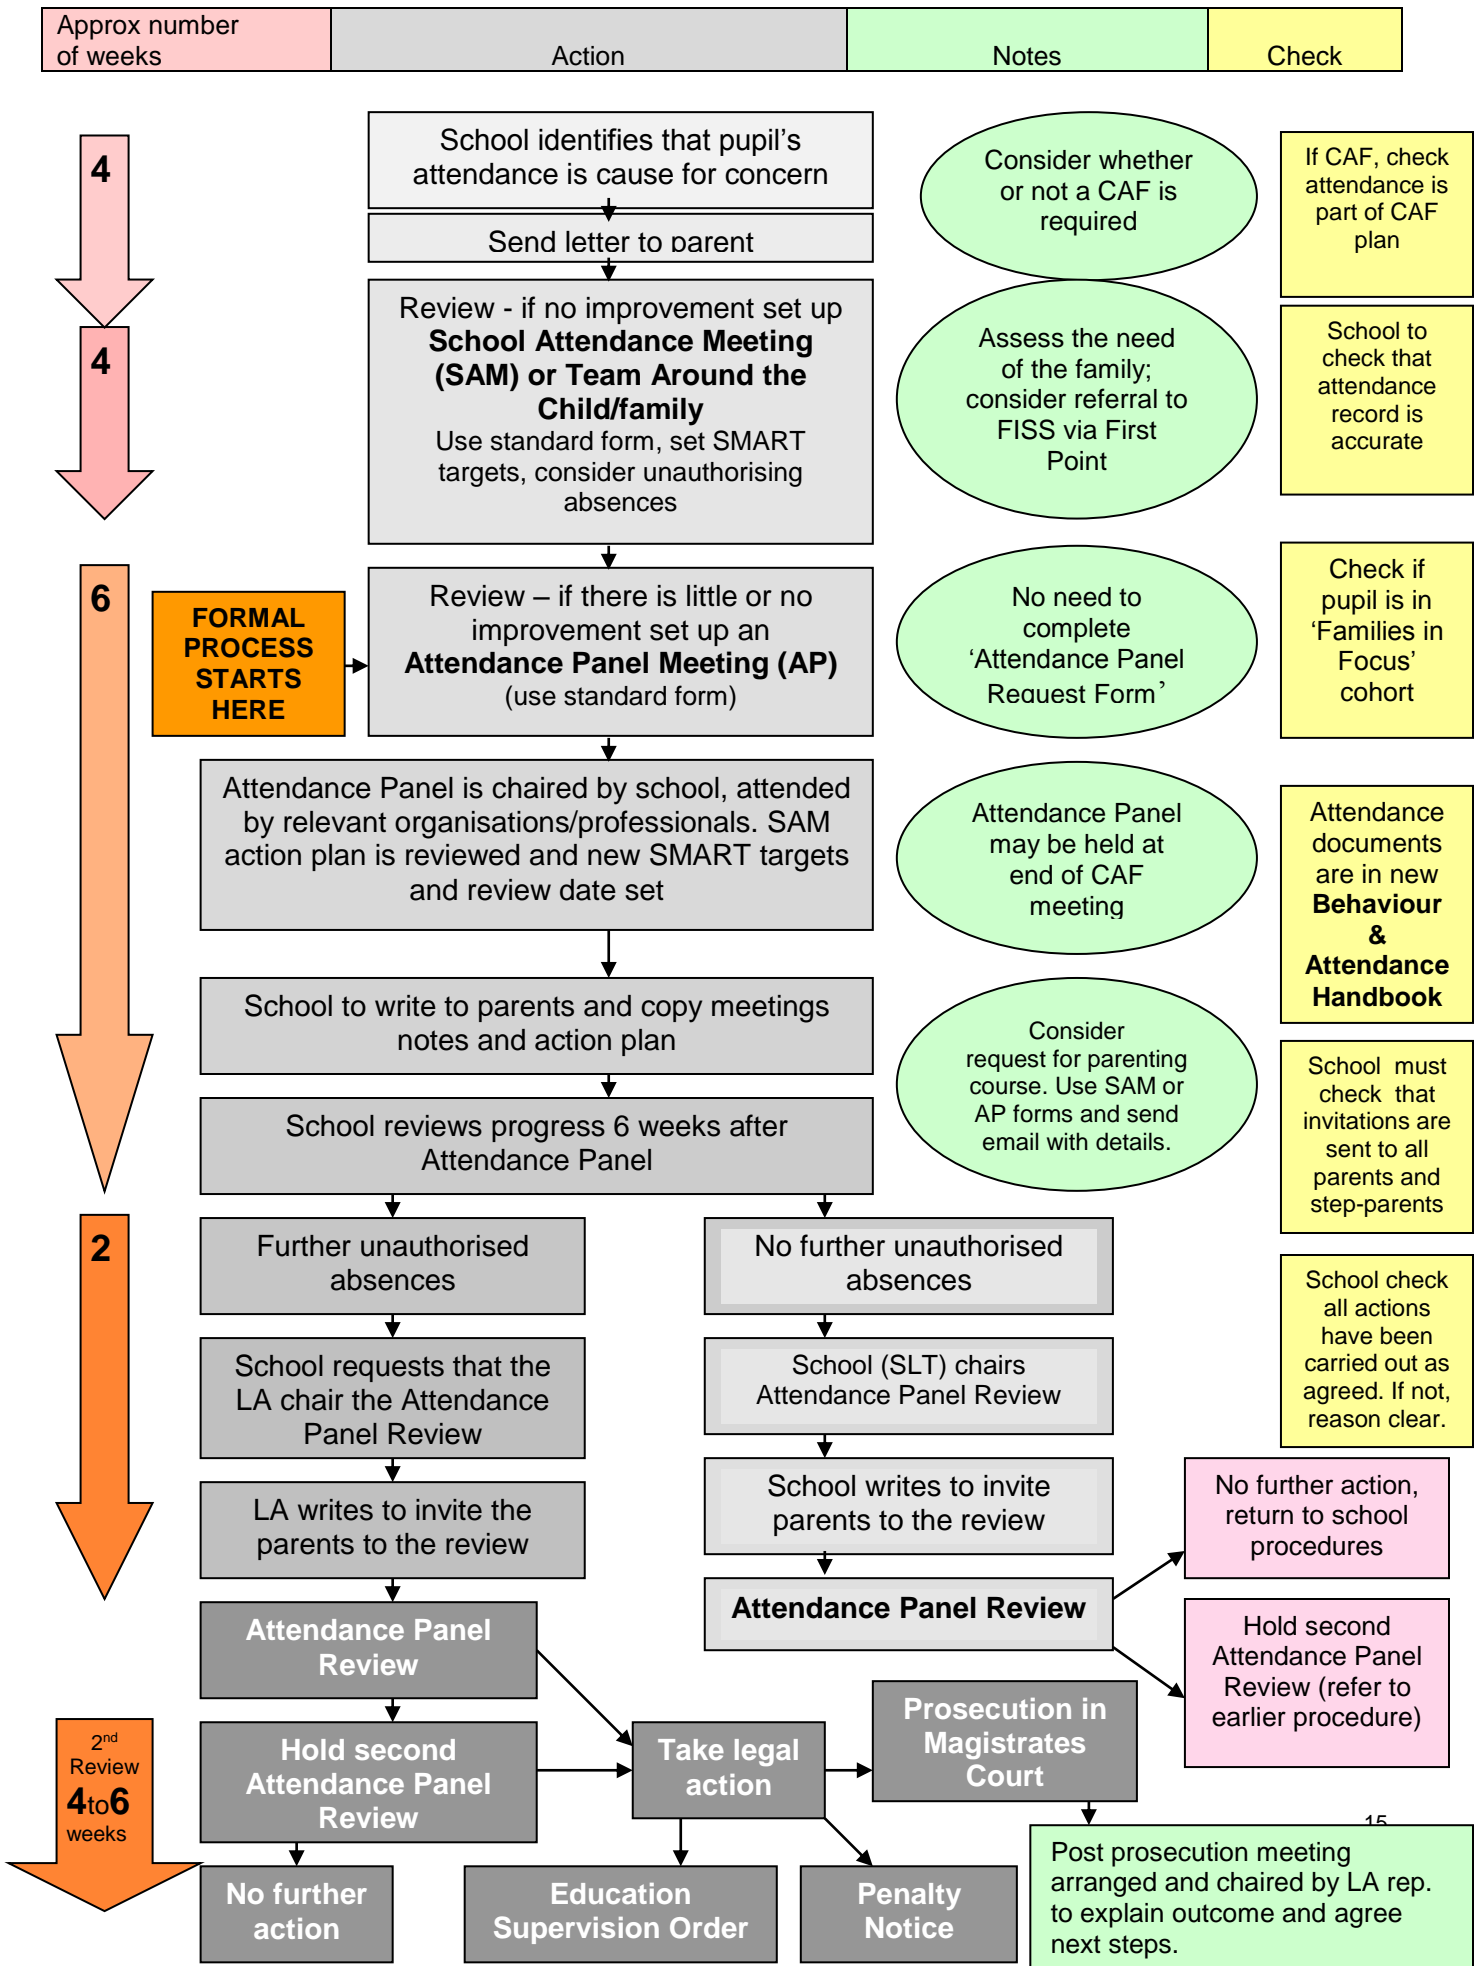 Approx number
of weeks
Action
Notes
Check
4
School identifies that pupil’s
attendance is cause for concern
Consider whether
or not a CAF is
required
If CAF, check
attendance is
part of CAF
plan
Send letter to parent
4
Review - if no improvement set up
School Attendance Meeting
(SAM) or Team Around the
Child/family
Use standard form, set SMART
targets, consider unauthorising
absences
Assess the need
of the family;
consider referral to
FISS via First
Point
School to
check that
attendance
record is
accurate
6
FORMAL
PROCESS
STARTS
HERE
Review – if there is little or no
improvement set up an
Attendance Panel Meeting (AP)
(use standard form)
No need to
complete
‘Attendance Panel
Request Form’
Check if
pupil is in
‘Families in
Focus’
cohort
Attendance Panel is chaired by school, attended
by relevant organisations/professionals. SAM
action plan is reviewed and new SMART targets
and review date set
Attendance Panel
may be held at
end of CAF
meeting
Attendance
documents
are in new
Behaviour
&
Attendance
Handbook
School to write to parents and copy meetings
notes and action plan
Consider
request for parenting
course. Use SAM or
AP forms and send
email with details.
School must
check that
invitations are
sent to all
parents and
step-parents
School reviews progress 6 weeks after
Attendance Panel
2
Further unauthorised
absences
No further unauthorised
absences
School check
all actions
have been
carried out as
agreed. If not,
reason clear.
School requests that the
LA chair the Attendance
Panel Review
School (SLT) chairs
Attendance Panel Review
LA writes to invite the
parents to the review
School writes to invite
parents to the review
No further action,
return to school
procedures
Attendance Panel
Review
Attendance Panel Review
Hold second
Attendance Panel
Review (refer to
earlier procedure)
2nd
Review
4to6
weeks
Hold second
Attendance Panel
Review
Take legal
action
Prosecution in
Magistrates
Court
15
No further
action
Education
Supervision Order
Penalty
Notice
Post prosecution meeting
arranged and chaired by LA rep.
to explain outcome and agree
next steps.